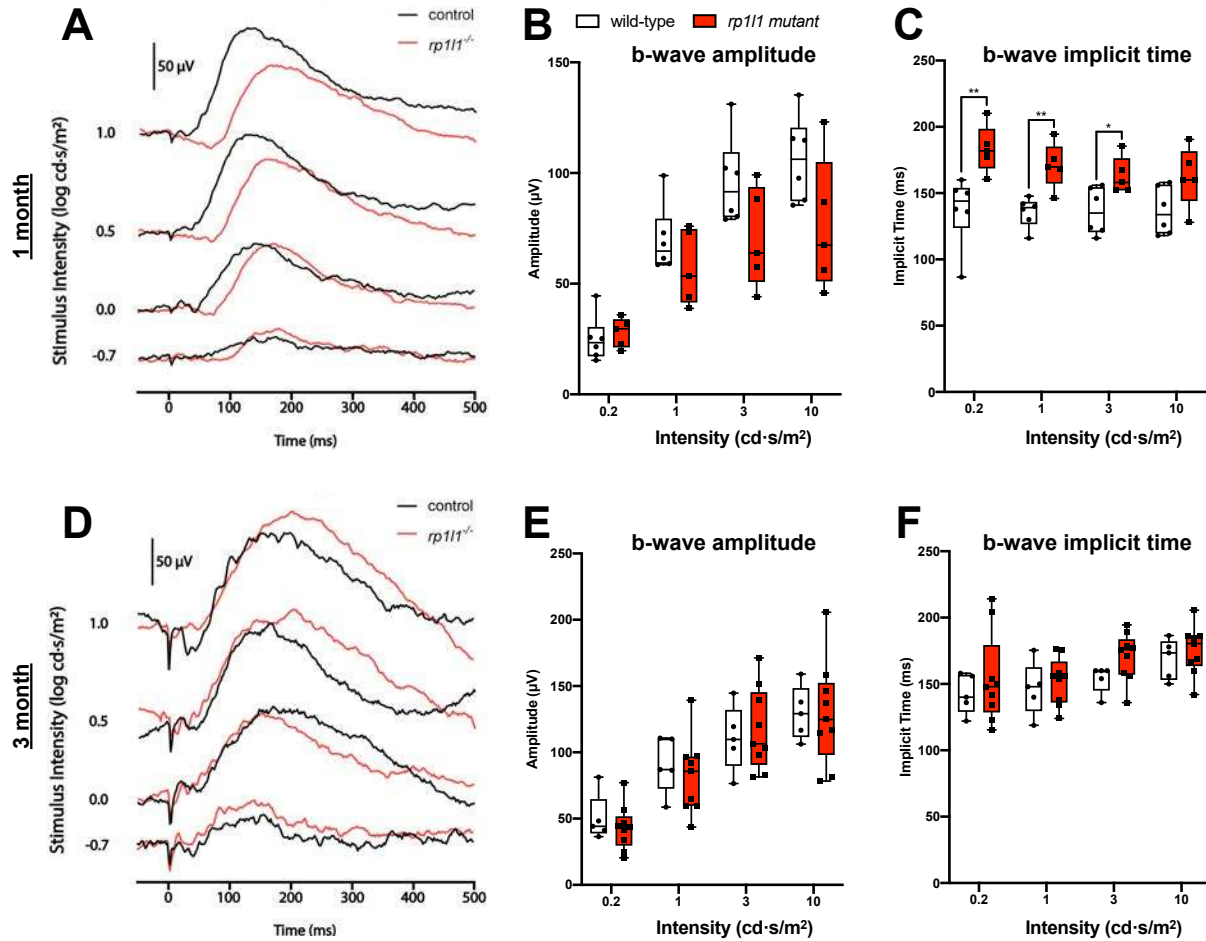 A
control
rp1l1-/-
50 µV
1 month
Stimulus Intensity (log cd·s/m²)
1.0
0.5
0.0
-0.7
0 100 200 300 400 500
Time (ms)
wild-type rp1l1 mutant
B
b-wave amplitude
Amplitude (µV)
150
100
50
0
0.2 1 3 10
Intensity (cd·s/m²)
C
b-wave implicit time
Implicit Time (ms)
250
200
150
100
50
0
** ** *
0.2 1 3 10
Intensity (cd·s/m²)
D
control
rp1l1-/-
50 µV
3 month
Stimulus Intensity (log cd·s/m²)
1.0
0.5
0.0
-0.7
0 100 200 300 400 500
Time (ms)
E
b-wave amplitude
Amplitude (µV)
250
200
150
100
50
0
0.2 1 3 10
Intensity (cd·s/m²)
F
b-wave implicit time
Implicit Time (ms)
250
200
150
100
50
0
0.2 1 3 10
Intensity (cd·s/m²)